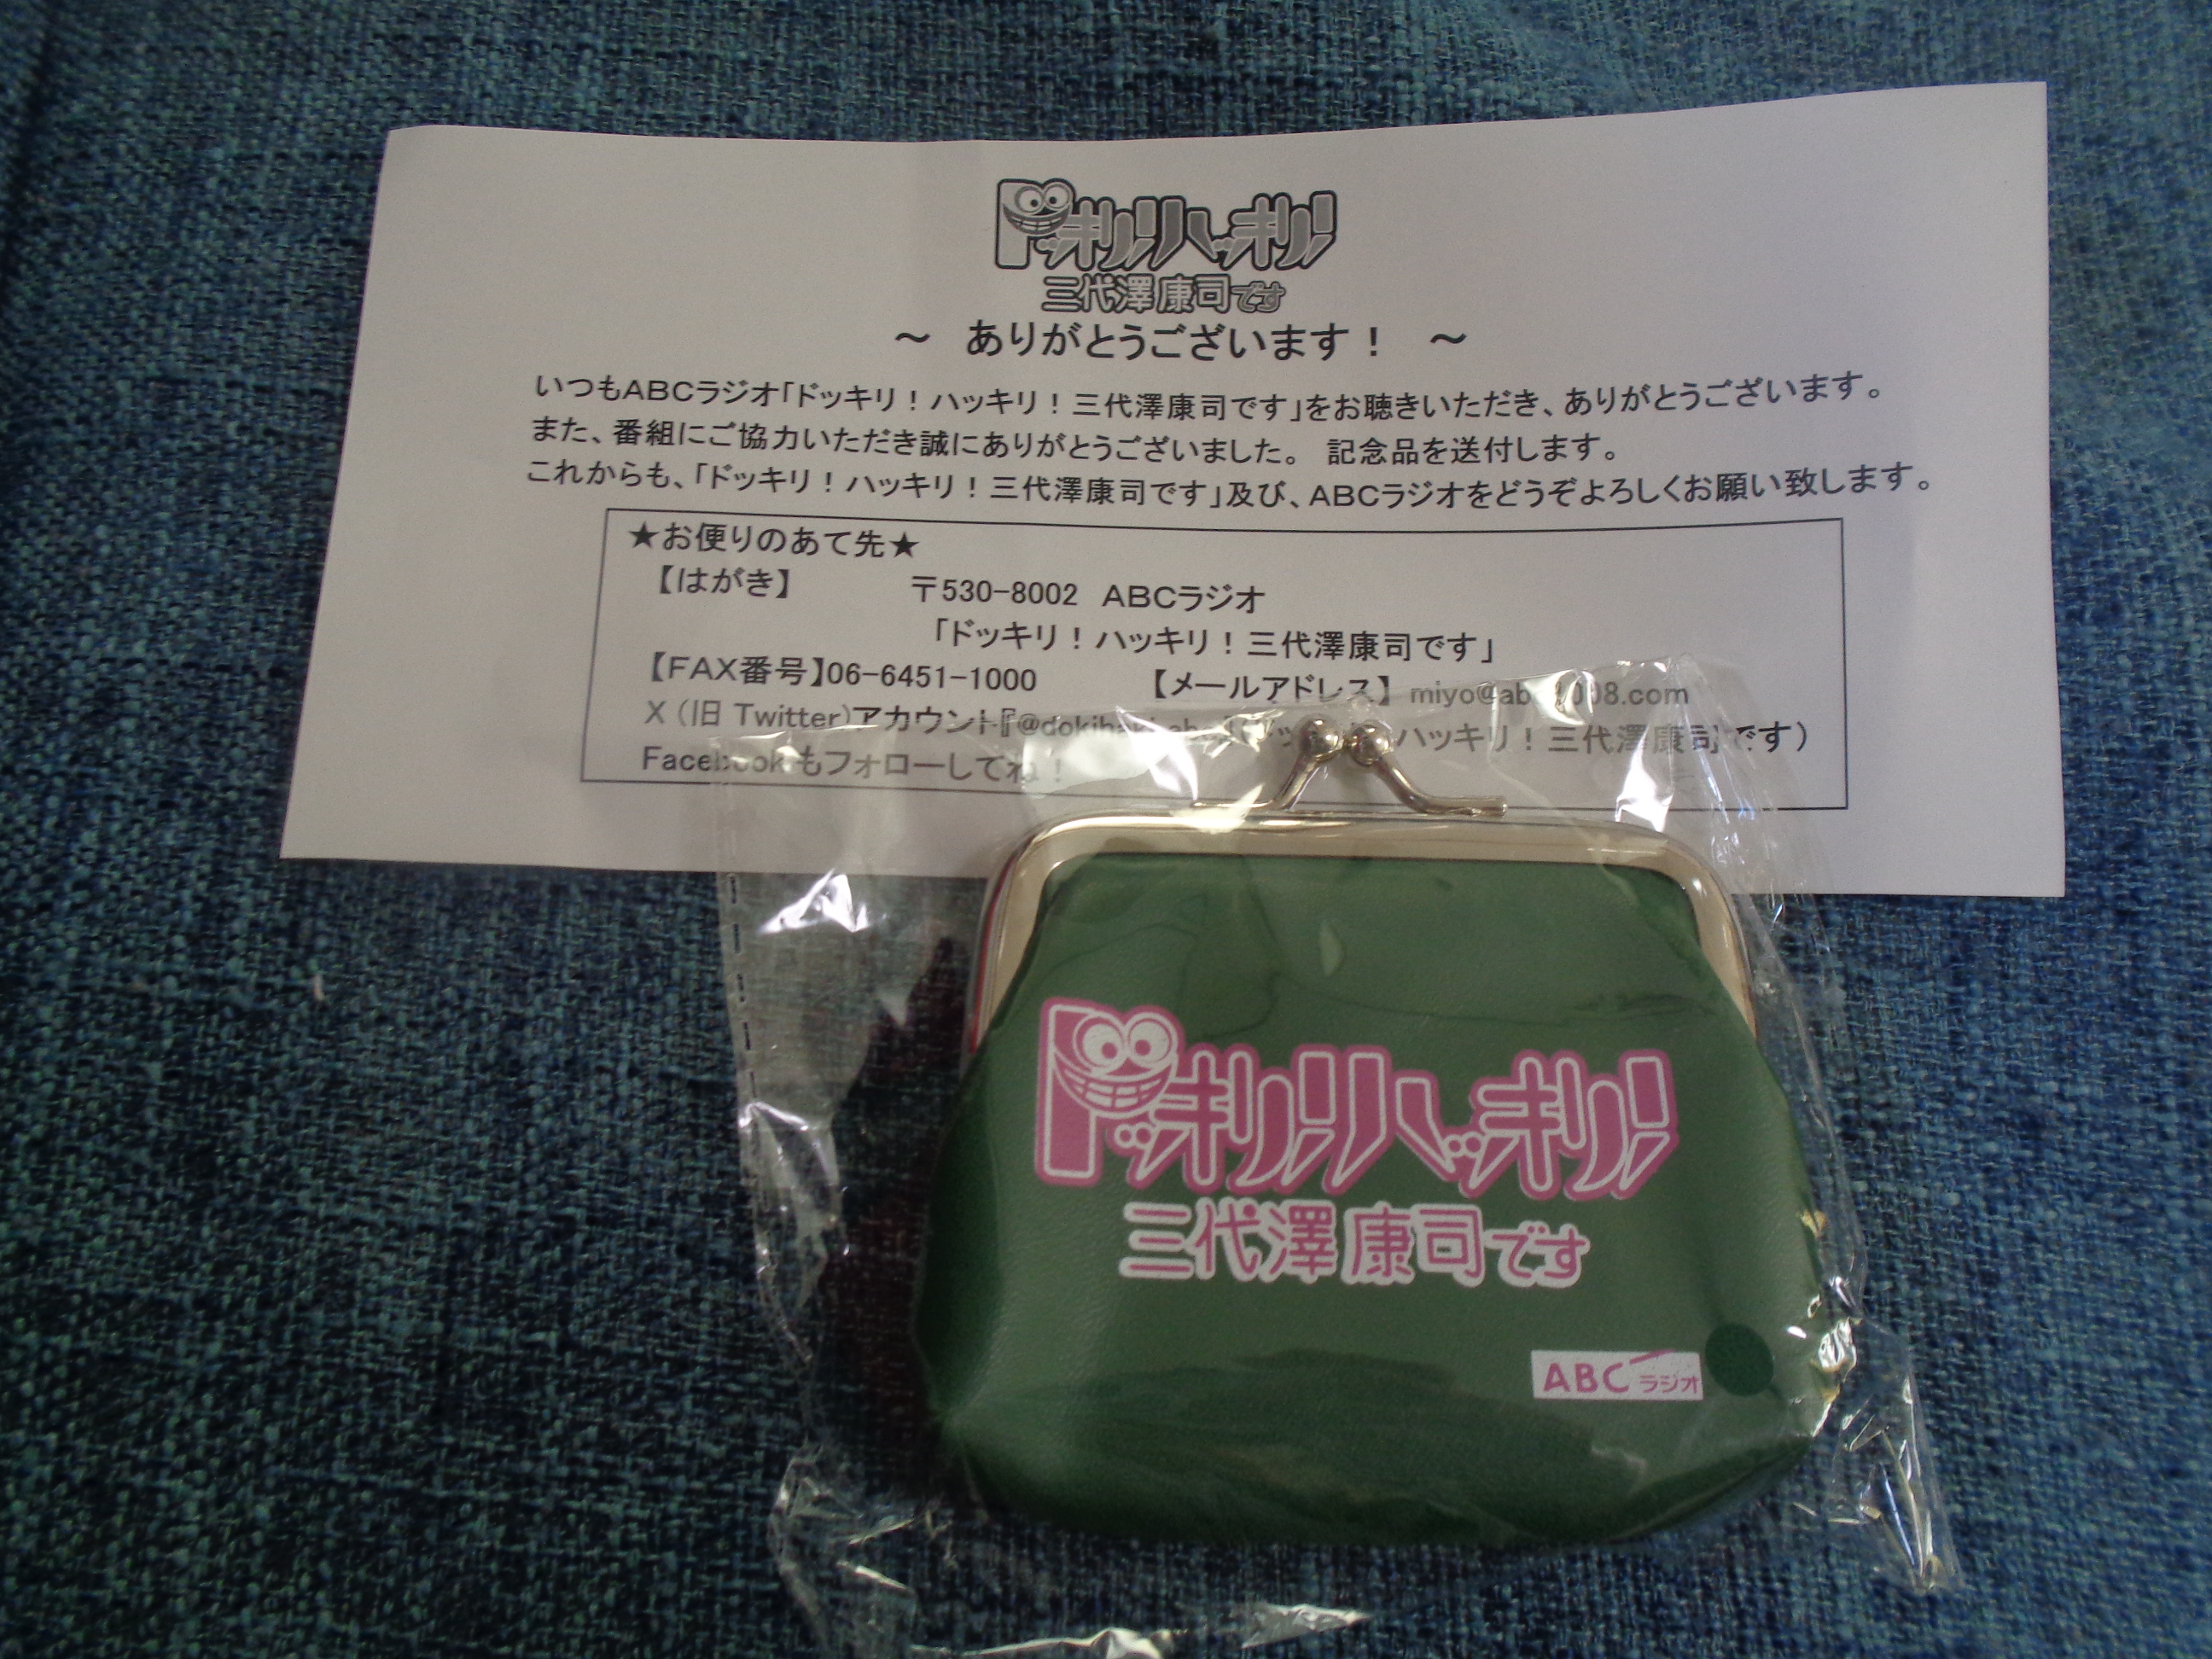 ドッキリ!ハッキリ!
三代澤康司です
～ ありがとうございます！ ～
いつもABCラジオ「ドッキリ！ハッキリ！三代澤康司です」をお聴きいただき、ありがとうございます。
また、番組にご協力いただき誠にありがとうございました。 記念品を送付します。
これからも、「ドッキリ！ハッキリ！三代澤康司です」及び、ABCラジオをどうぞよろしくお願い致します。
★お便りのあて先★
【はがき】 〒530-8002 ABCラジオ
「ドッキリ！ハッキリ！三代澤康司です」
【FAX番号】06-6451-1000 【メールアドレス】
X (旧 Twitter)アカウント ハッキリ！三代澤康司です）
Facebookもフォローしてね！
ドッキリ!ハッキリ!
三代澤康司です
ABCラジオ